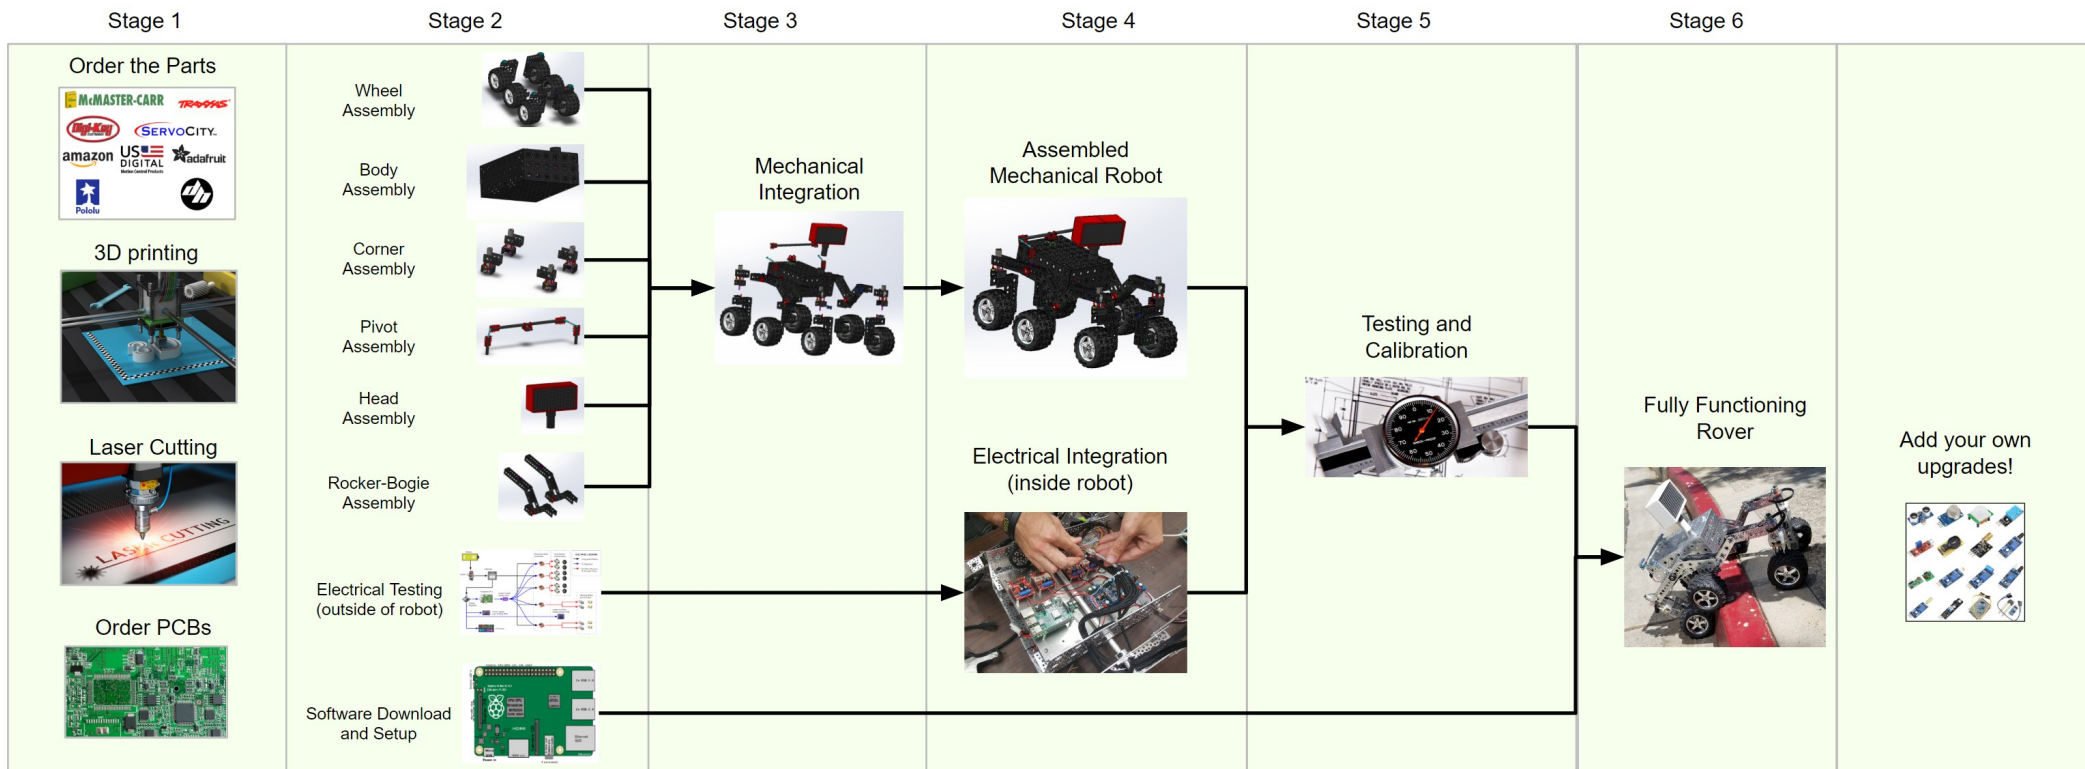 Stage 1
Stage 2
Stage 3
Stage 4
Stage 5
Stage 6
Order the Parts
McMASTER-CARR
TRAXXAS
Digi-Key
SERVOCITY
amazon
US
DIGITAL
Motion Control Products
adafruit
Pololu
3D printing
Laser Cutting
LASER CUTTING
Order PCBs
Wheel
Assembly
Body
Assembly
Corner
Assembly
Pivot
Assembly
Head
Assembly
Rocker-Bogie
Assembly
Electrical Testing
(outside of robot)
Software Download
and Setup
Mechanical
Integration
Assembled
Mechanical Robot
Electrical Integration
(inside robot)
Testing and
Calibration
Fully Functioning
Rover
Add your own
upgrades!